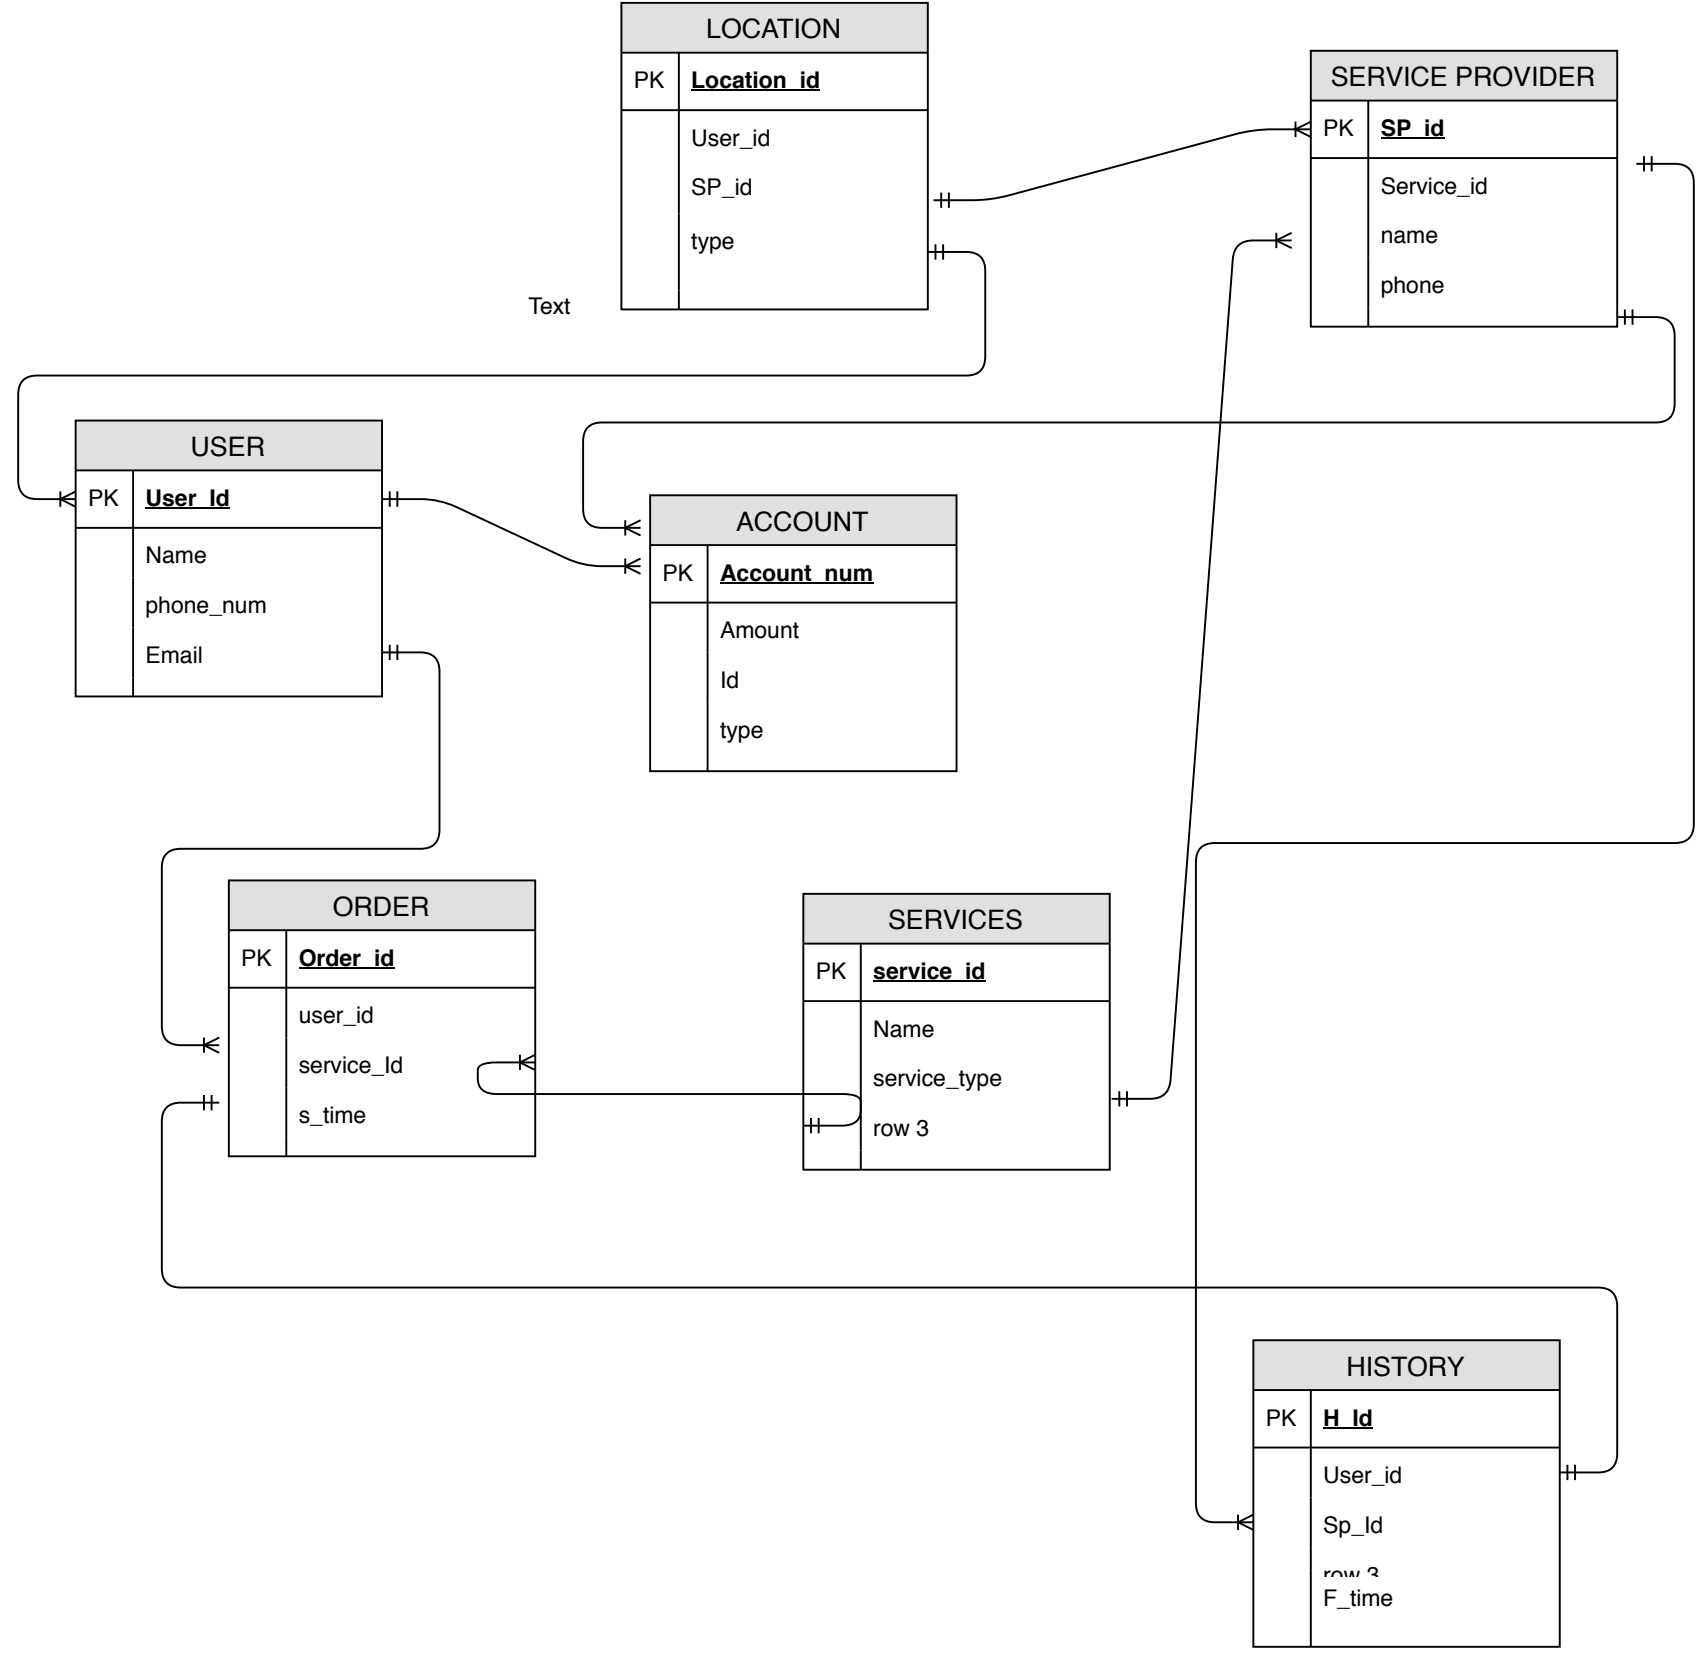 LOCATION
PK Location_id
User_id
SP_id
type
SERVICE PROVIDER
PK SP_id
Service_id
name
phone
Text
USER
PK User_Id
Name
phone_num
Email
ACCOUNT
PK Account_num
Amount
Id
type
ORDER
PK Order_id
user_id
service_Id
s_time
SERVICES
PK service_id
Name
service_type
row 3
HISTORY
PK H_Id
User_id
Sp_Id
row 3
F_time